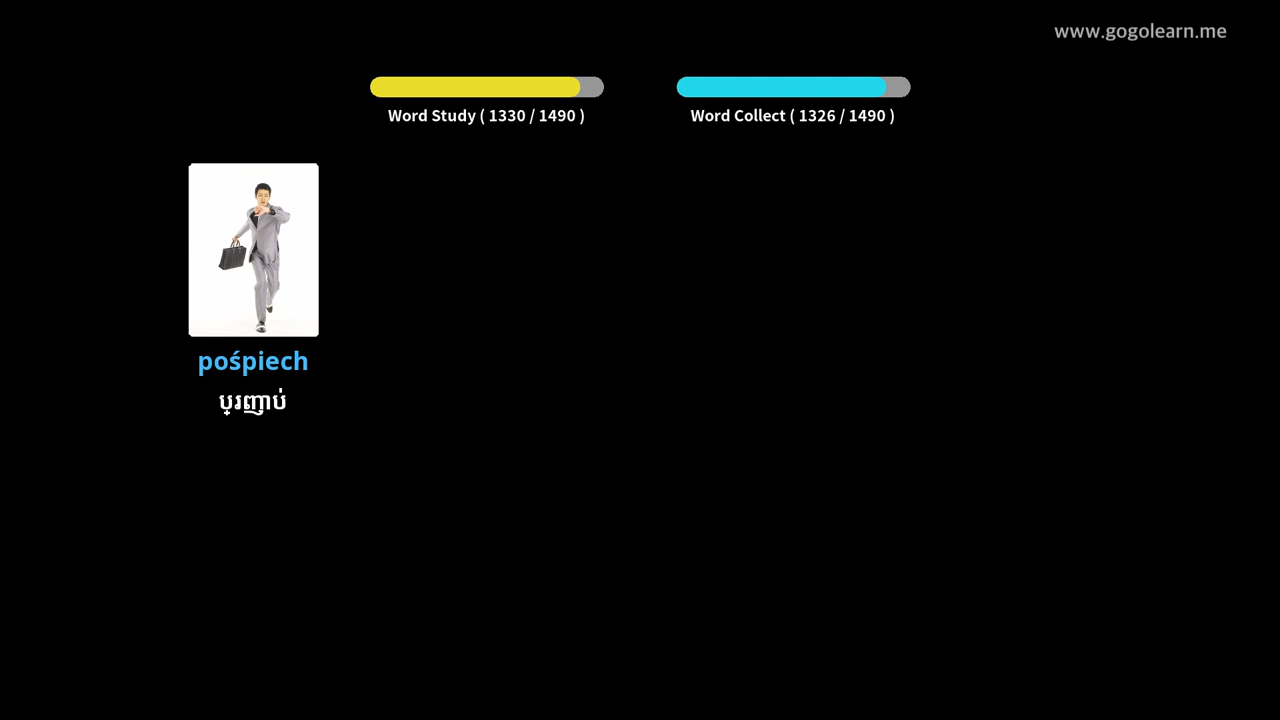 www.gogolearn.me
Word Study ( 1330 / 1490 )
Word Collect ( 1326 / 1490 )
pośpiech
ប្រញាប់